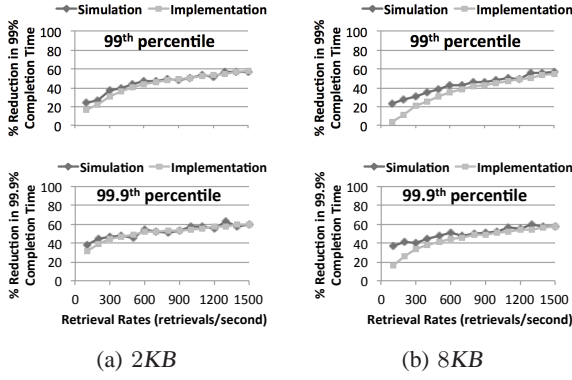 Simulation Implementation
% Reduction in 99% Completion Time
100
80
60
40
20
0
99th percentile
Simulation Implementation
% Reduction in 99% Completion Time
100
80
60
40
20
0
99th percentile
Simulation Implementation
% Reduction in 99.9% Completion Time
100
80
60
40
20
0
99.9th percentile
0 300 600 900 1200 1500
Retrieval Rates (retrievals/second)
Simulation Implementation
% Reduction in 99.9% Completion Time
100
80
60
40
20
0
99.9th percentile
0 300 600 900 1200 1500
Retrieval Rates (retrievals/second)
(a) 2KB
(b) 8KB